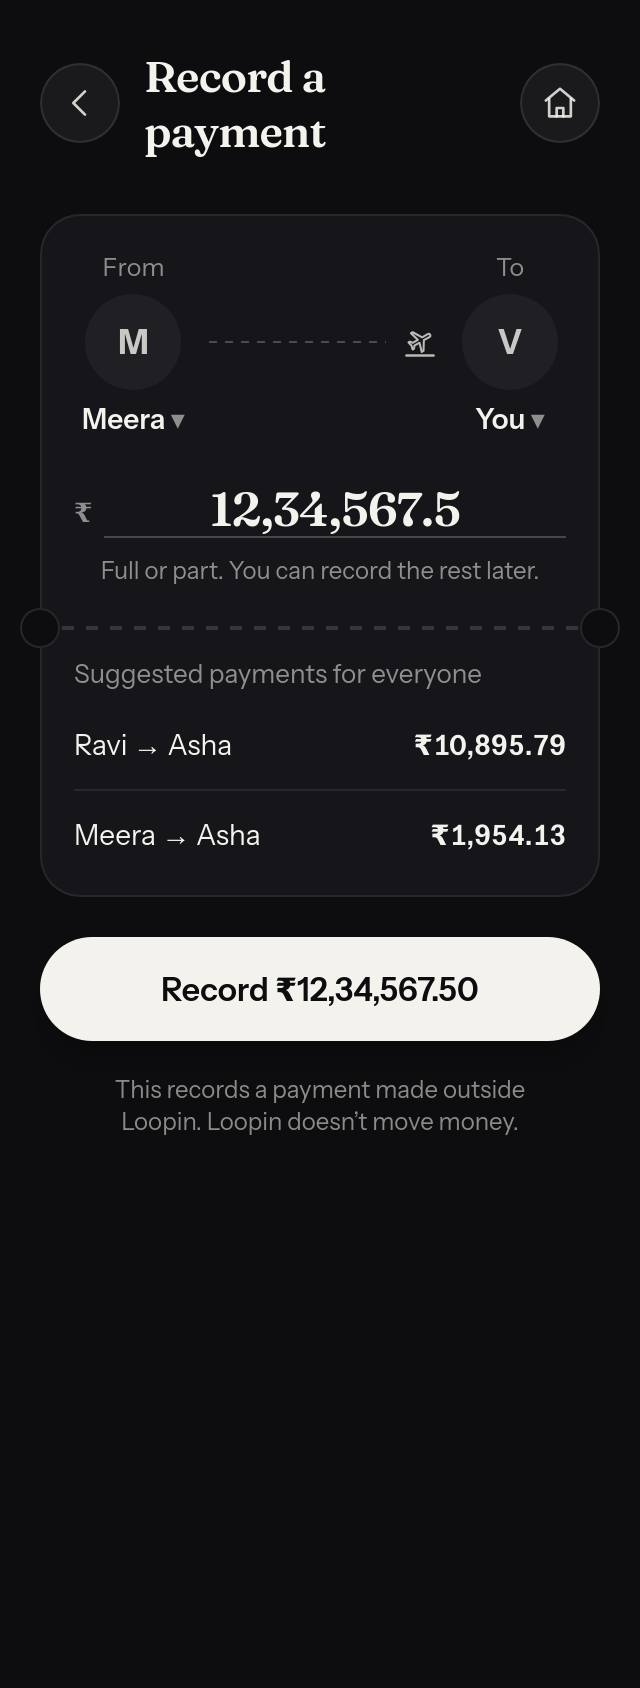 Record a
payment
From
To
M
V
Meera ▾
You ▾
₹ 12,34,567.5
Full or part. You can record the rest later.
Suggested payments for everyone
Ravi → Asha ₹10,895.79
Meera → Asha ₹1,954.13
Record ₹12,34,567.50
This records a payment made outside
Loopin. Loopin doesn’t move money.